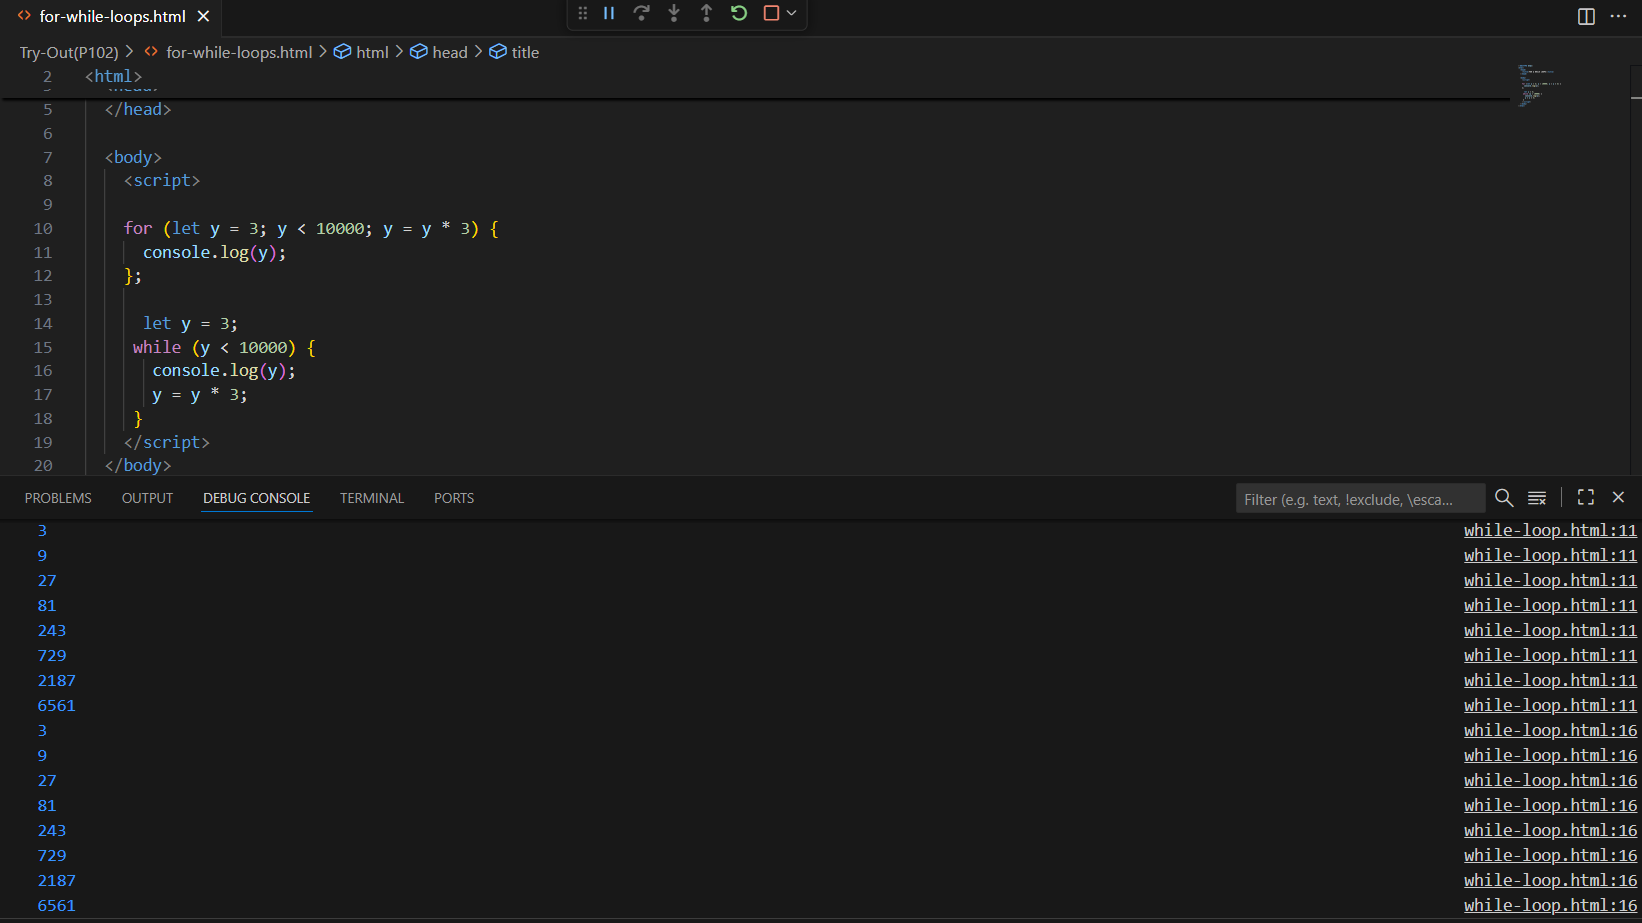 <> for-while-loops.html ×
Try-Out(P102) > <> for-while-loops.html > html > head > title
2 <html>
5 </head>
6
7 <body>
8 <script>
9
10 for (let y = 3; y < 10000; y = y * 3) {
11 console.log(y);
12 };
13
14 let y = 3;
15 while (y < 10000) {
16 console.log(y);
17 y = y * 3;
18 }
19 </script>
20 </body>
PROBLEMS OUTPUT DEBUG CONSOLE TERMINAL PORTS Filter (e.g. text, !exclude, \esca...
3 while-loop.html:11
9 while-loop.html:11
27 while-loop.html:11
81 while-loop.html:11
243 while-loop.html:11
729 while-loop.html:11
2187 while-loop.html:11
6561 while-loop.html:11
3 while-loop.html:16
9 while-loop.html:16
27 while-loop.html:16
81 while-loop.html:16
243 while-loop.html:16
729 while-loop.html:16
2187 while-loop.html:16
6561 while-loop.html:16